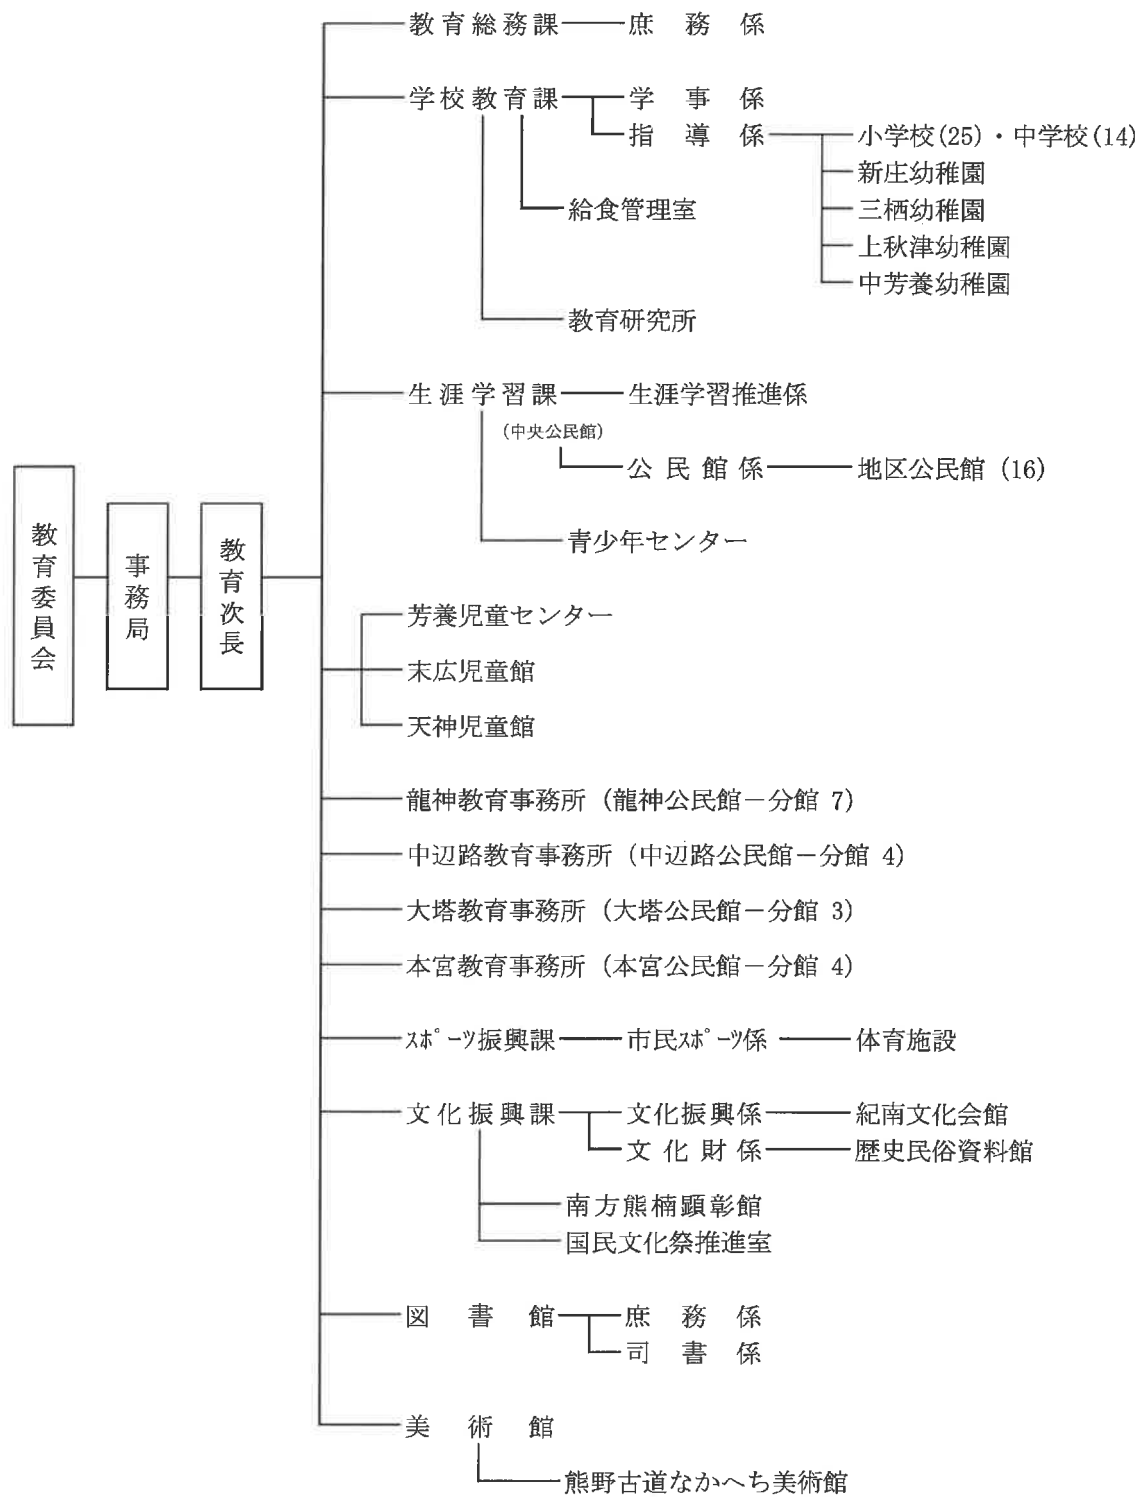 教育委員会
事務局
教育次長
教育総務課 庶務係
学校教育課 学事係
指導係 小学校(25)・中学校(14)
新庄幼稚園
給食管理室 三栖幼稚園
上秋津幼稚園
中芳養幼稚園
教育研究所
生涯学習課 生涯学習推進係
(中央公民館)
公民館係 地区公民館 (16)
青少年センター
芳養児童センター
末広児童館
天神児童館
龍神教育事務所 (龍神公民館－分館 7)
中辺路教育事務所 (中辺路公民館－分館 4)
大塔教育事務所 (大塔公民館－分館 3)
本宮教育事務所 (本宮公民館－分館 4)
ｽﾎﾟｰﾂ振興課 市民ｽﾎﾟｰﾂ係 体育施設
文化振興課 文化振興係 紀南文化会館
文化財係 歴史民俗資料館
南方熊楠顕彰館
国民文化祭推進室
図書館 庶務係
司書係
美術館
熊野古道なかへち美術館